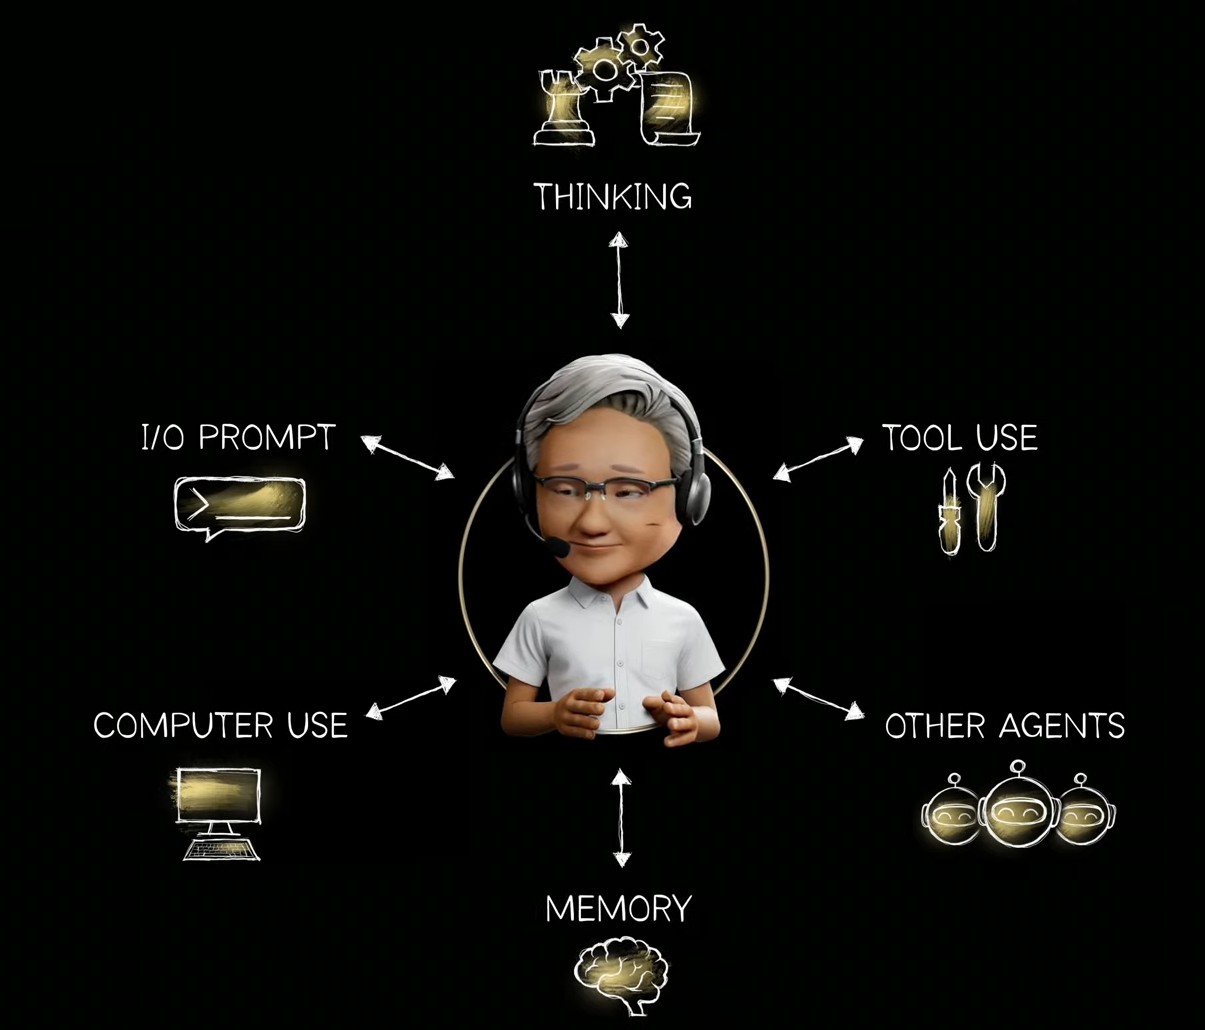 THINKING
I/O PROMPT
TOOL USE
COMPUTER USE
OTHER AGENTS
MEMORY